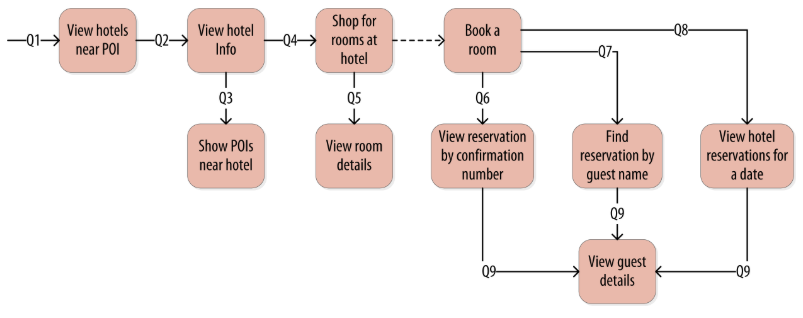 Q1
View hotels
near POI
Q2
View hotel
Info
Q4
Shop for
rooms at
hotel
Book a
room
Q8
Q7
Q3
Q5
Q6
Show POIs
near hotel
View room
details
View reservation
by confirmation
number
Find
reservation by
guest name
View hotel
reservations for
a date
Q9
Q9
Q9
View guest
details